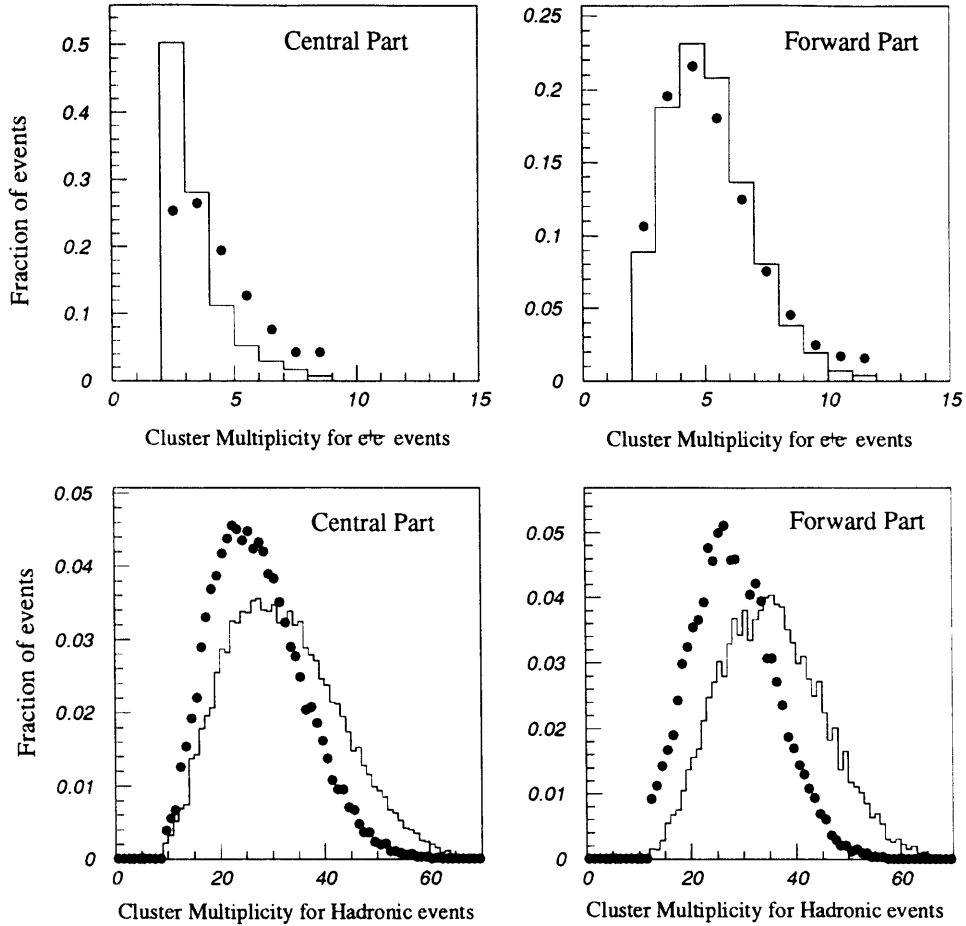 Central Part
Fraction of events
0.5
0.4
0.3
0.2
0.1
0
0 5 10 15
Cluster Multiplicity for e⁺e⁻ events
Forward Part
0.25
0.2
0.15
0.1
0.05
0
0 5 10 15
Cluster Multiplicity for e⁺e⁻ events
Central Part
Fraction of events
0.05
0.04
0.03
0.02
0.01
0
0 20 40 60
Cluster Multiplicity for Hadronic events
Forward Part
0.05
0.04
0.03
0.02
0.01
0
0 20 40 60
Cluster Multiplicity for Hadronic events